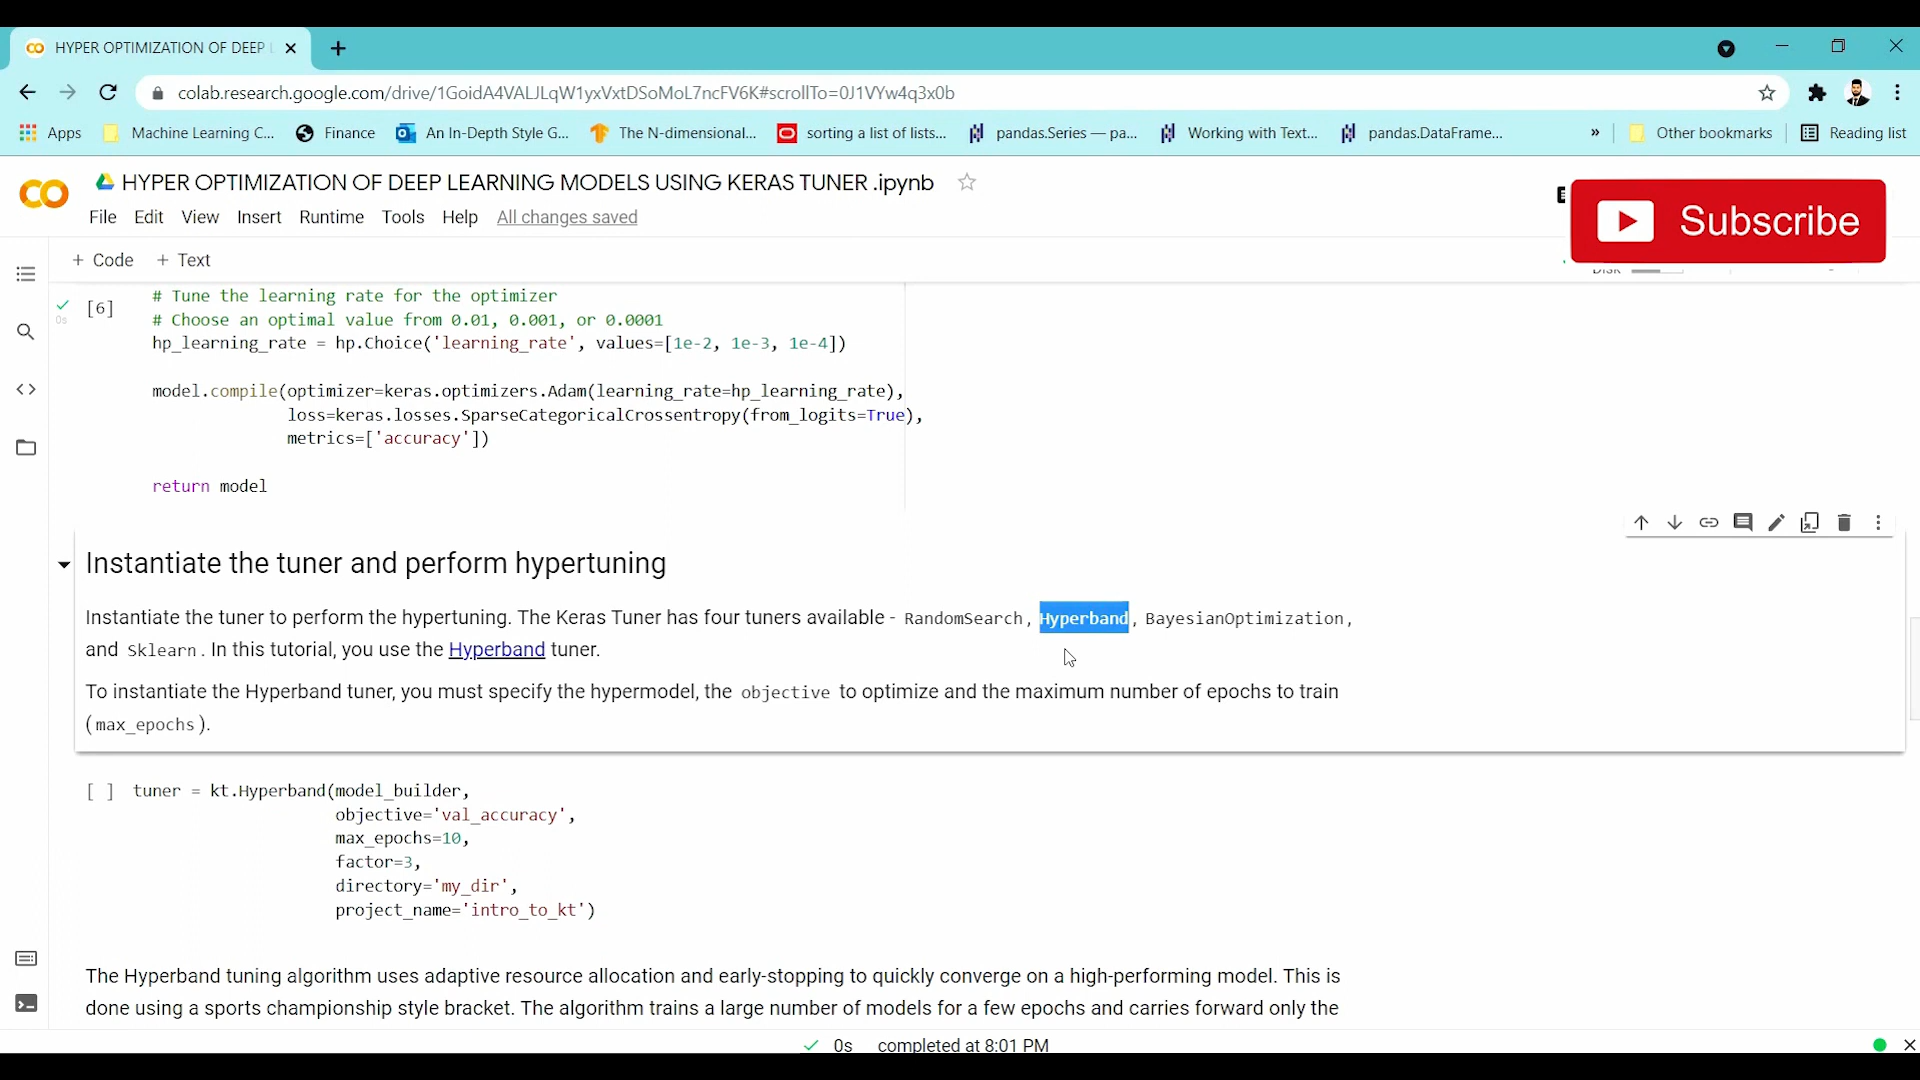 HYPER OPTIMIZATION OF DEEP
colab.research.google.com/drive/1GoidA4VALJLqW1yxVxtDSoMoL7ncFV6K#scrollTo=0J1VYw4q3x0b
Apps Machine Learning C... Finance An In-Depth Style G... The N-dimensional... sorting a list of lists... pandas.Series — pa... Working with Text... pandas.DataFrame... » Other bookmarks Reading list
HYPER OPTIMIZATION OF DEEP LEARNING MODELS USING KERAS TUNER .ipynb
File Edit View Insert Runtime Tools Help All changes saved
Subscribe
+ Code + Text
Disk
[6] # Tune the learning rate for the optimizer
0s # Choose an optimal value from 0.01, 0.001, or 0.0001
hp_learning_rate = hp.Choice('learning_rate', values=[1e-2, 1e-3, 1e-4])
model.compile(optimizer=keras.optimizers.Adam(learning_rate=hp_learning_rate),
loss=keras.losses.SparseCategoricalCrossentropy(from_logits=True),
metrics=['accuracy'])
return model
Instantiate the tuner and perform hypertuning
Instantiate the tuner to perform the hypertuning. The Keras Tuner has four tuners available - RandomSearch, Hyperband, BayesianOptimization,
and Sklearn. In this tutorial, you use the Hyperband tuner.
To instantiate the Hyperband tuner, you must specify the hypermodel, the objective to optimize and the maximum number of epochs to train
(max_epochs).
[ ] tuner = kt.Hyperband(model_builder,
objective='val_accuracy',
max_epochs=10,
factor=3,
directory='my_dir',
project_name='intro_to_kt')
The Hyperband tuning algorithm uses adaptive resource allocation and early-stopping to quickly converge on a high-performing model. This is
done using a sports championship style bracket. The algorithm trains a large number of models for a few epochs and carries forward only the
0s completed at 8:01 PM